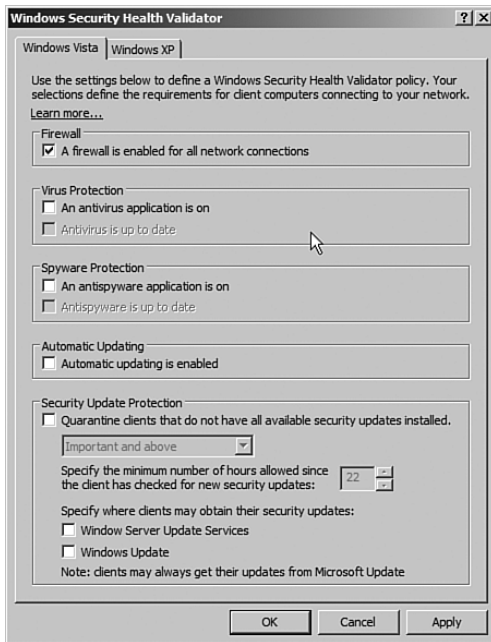 Windows Security Health Validator
Windows Vista
Windows XP
Use the settings below to define a Windows Security Health Validator policy. Your
selections define the requirements for client computers connecting to your network.
Learn more...
Firewall
A firewall is enabled for all network connections
Virus Protection
An antivirus application is on
Antivirus is up to date
Spyware Protection
An antispyware application is on
Antispyware is up to date
Automatic Updating
Automatic updating is enabled
Security Update Protection
Quarantine clients that do not have all available security updates installed.
Important and above
Specify the minimum number of hours allowed since
the client has checked for new security updates:
22
Specify where clients may obtain their security updates:
Window Server Update Services
Windows Update
Note: clients may always get their updates from Microsoft Update
OK
Cancel
Apply